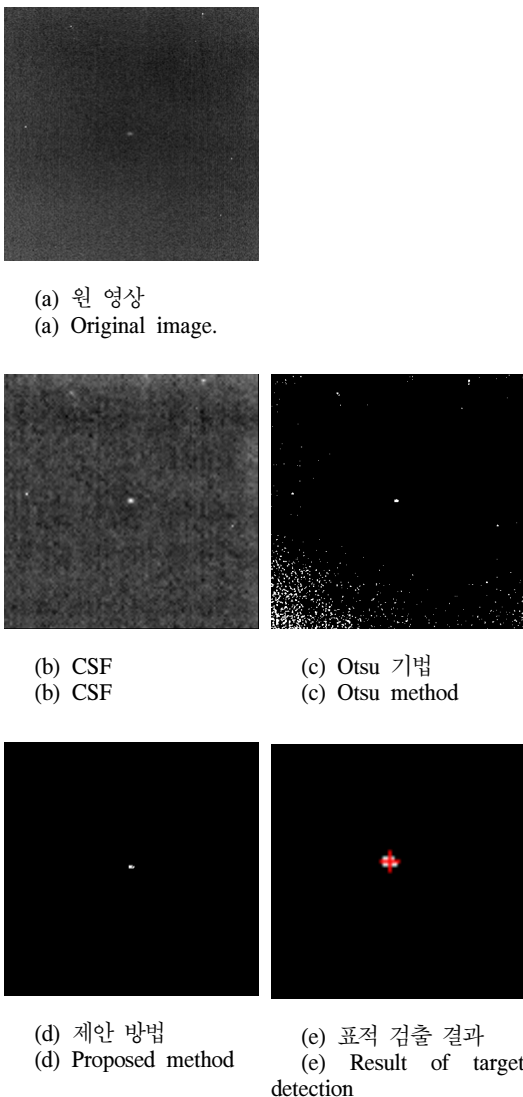 (a) 원 영상
(a) Original image.
(b) CSF
(b) CSF
(c) Otsu 기법
(c) Otsu method
(d) 제안 방법
(d) Proposed method
(e) 표적 검출 결과
(e) Result of target
detection